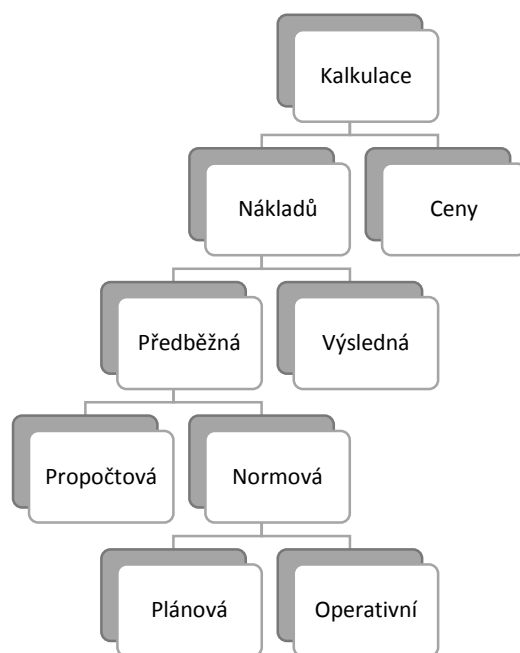 Kalkulace
Nákladů
Ceny
Předběžná
Výsledná
Propočtová
Normová
Plánová
Operativní